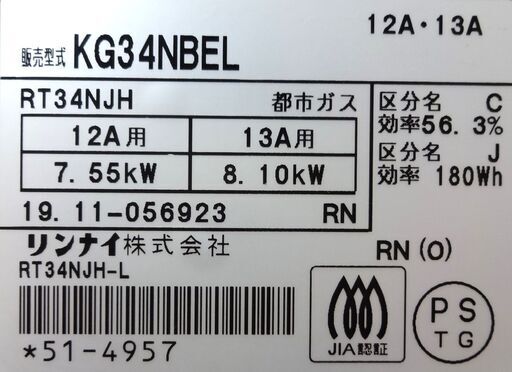 12A・13A
販売型式 KG34NBEL
RT34NJH 都市ガス
12A用 13A用
7.55kW 8.10kW
19.11-056923 RN
区分名 C
効率56.3%
区分名 J
効率 180Wh
リンナイ株式会社
RT34NJH-L
RN(O)
*51-4957
JIA認証
PS
TG